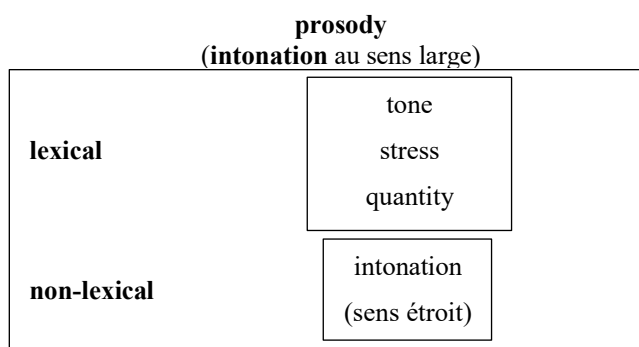 prosody
(intonation au sens large)
tone
lexical stress
quantity
intonation
non-lexical
(sens étroit)